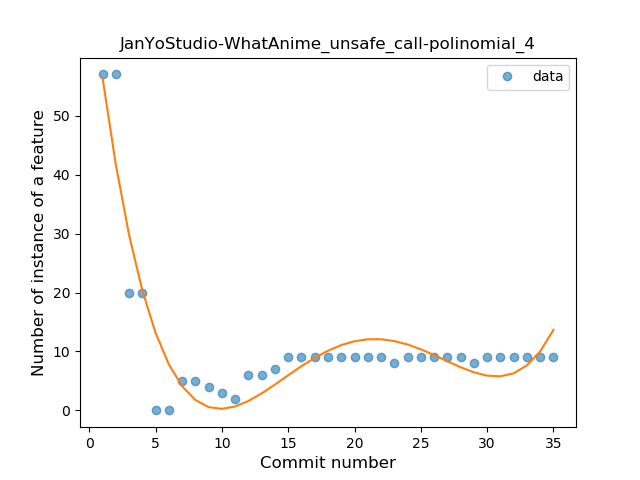 JanYoStudio-WhatAnime_unsafe_call-polinomial_4
data
Number of instance of a feature
50
40
30
20
10
0
0 5 10 15 20 25 30 35
Commit number